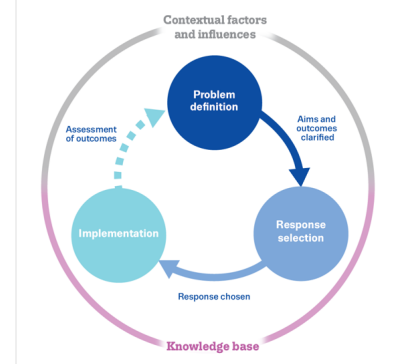 Contextual factors
and influences
Problem
definition
Aims and
outcomes
clarified
Assessment
of outcomes
Implementation
Response
selection
Response chosen
Knowledge base